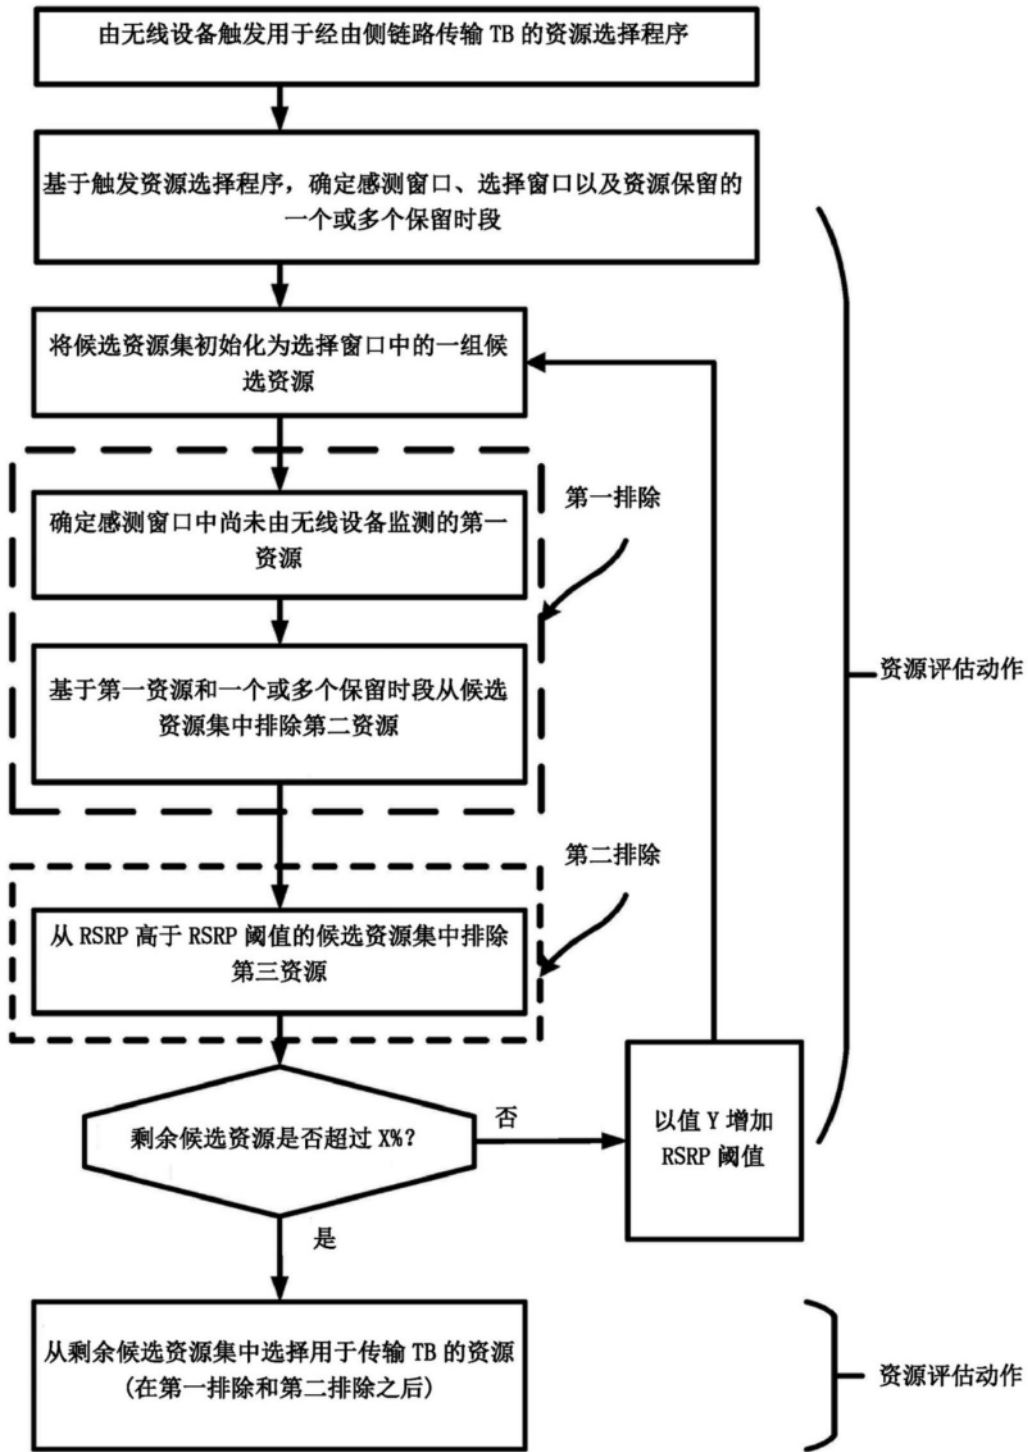 由无线设备触发用于经由侧链路传输 TB 的资源选择程序
基于触发资源选择程序，确定感测窗口、选择窗口以及资源保留的
一个或多个保留时段
将候选资源集初始化为选择窗口中的一组候
选资源
确定感测窗口中尚未由无线设备监测的第一
资源
第一排除
基于第一资源和一个或多个保留时段从候选
资源集中排除第二资源
资源评估动作
第二排除
从 RSRP 高于 RSRP 阈值的候选资源集中排除
第三资源
剩余候选资源是否超过 X%?
否
以值 Y 增加
RSRP 阈值
是
从剩余候选资源集中选择用于传输 TB 的资源
(在第一排除和第二排除之后)
资源评估动作